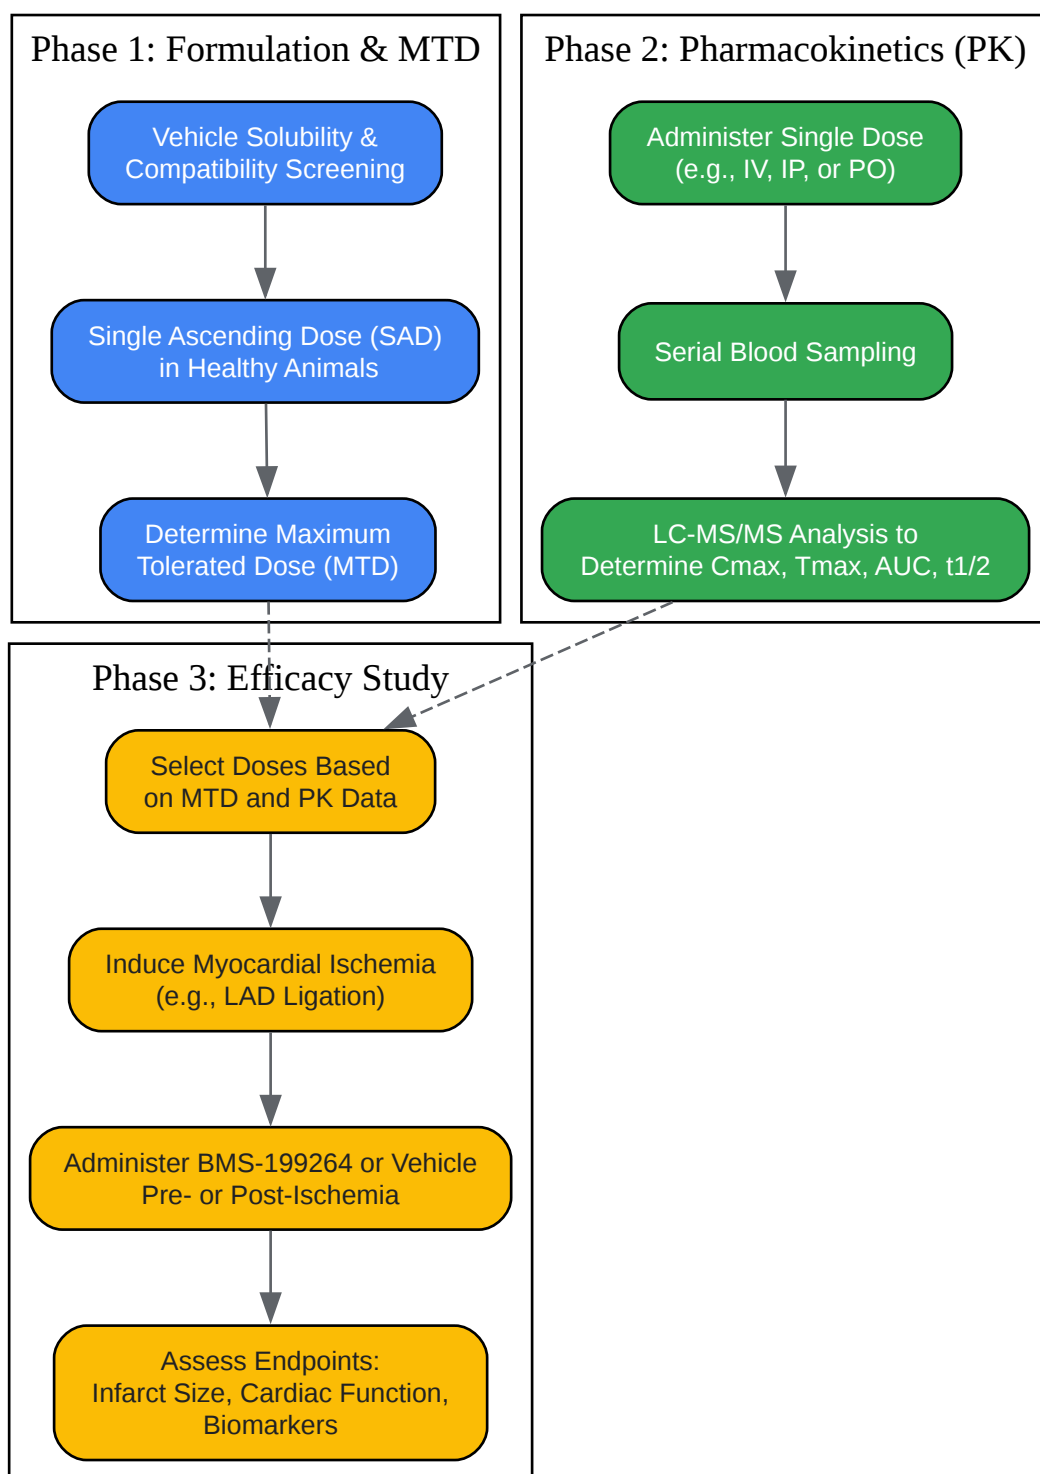 Phase 1: Formulation & MTD
Vehicle Solubility &
Compatibility Screening
Single Ascending Dose (SAD)
in Healthy Animals
Determine Maximum
Tolerated Dose (MTD)
Phase 2: Pharmacokinetics (PK)
Administer Single Dose
(e.g., IV, IP, or PO)
Serial Blood Sampling
LC-MS/MS Analysis to
Determine Cmax, Tmax, AUC, t1/2
Phase 3: Efficacy Study
Select Doses Based
on MTD and PK Data
Induce Myocardial Ischemia
(e.g., LAD Ligation)
Administer BMS-199264 or Vehicle
Pre- or Post-Ischemia
Assess Endpoints:
Infarct Size, Cardiac Function,
Biomarkers